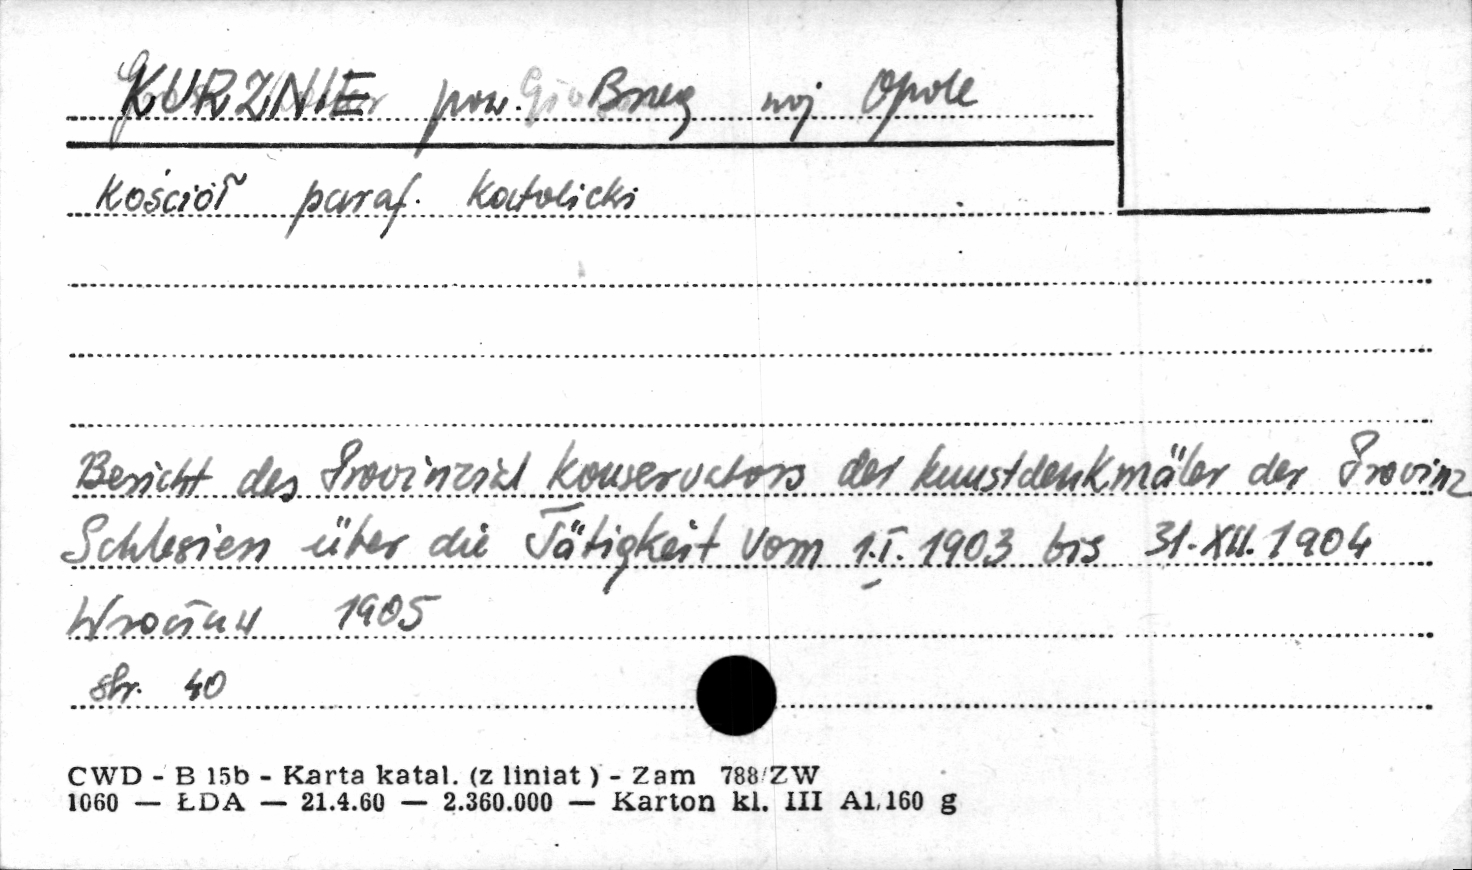 KURZNIE pow. Brzeg woj Opole
Kościół paraf. Katolicki
Bericht des Provinzial Konservators der Kunstdenkmäler der Provinz
Schlesien über die Tätigkeit vom 1.I. 1903 bis 31.XII.1904
Wrocław 1905
str. 40
CWD - B 15b - Karta katal. (z liniat) - Zam 788/ZW
1060 — ŁDA — 21.4.60 — 2.360.000 — Karton kl. III A1, 160 g